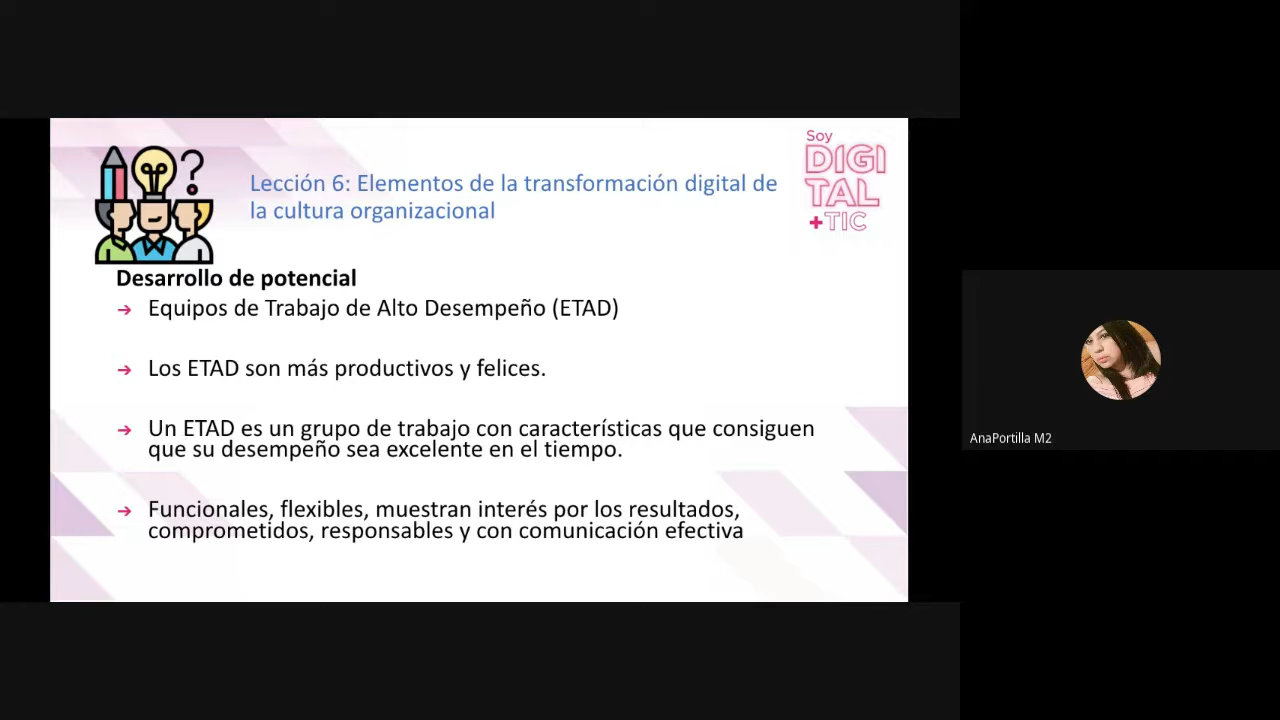 Soy
DIGI
TAL
+TIC
Lección 6: Elementos de la transformación digital de
la cultura organizacional
Desarrollo de potencial
→ Equipos de Trabajo de Alto Desempeño (ETAD)
→ Los ETAD son más productivos y felices.
→ Un ETAD es un grupo de trabajo con características que consiguen
que su desempeño sea excelente en el tiempo.
→ Funcionales, flexibles, muestran interés por los resultados,
comprometidos, responsables y con comunicación efectiva
AnaPortilla M2